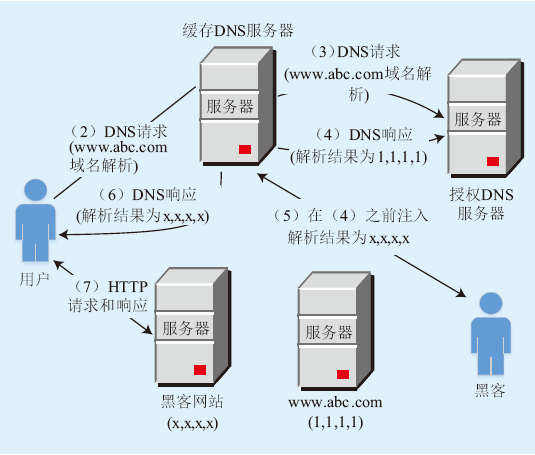 缓存DNS服务器
服务器
（3）DNS请求
(www.abc.com域名解
析)
服务器
（4）DNS响应
(解析结果为1,1,1,1)
授权DNS
服务器
（2）DNS请求
(www.abc.com
域名解析)
（6）DNS响应
(解析结果为x,x,x,x)
用户
（5）在（4）之前注入
解析结果为x,x,x,x
（7）HTTP
请求和响应
服务器
黑客网站
(x,x,x,x)
服务器
www.abc.com
(1,1,1,1)
黑客